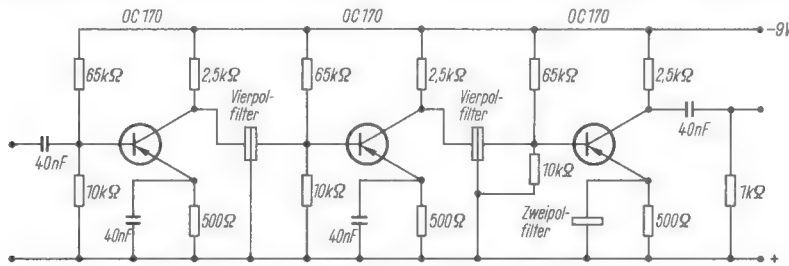 OC 170
OC 170
OC 170
-9V
65kΩ
2,5kΩ
65kΩ
2,5kΩ
65kΩ
2,5kΩ
Vierpol-
filter
Vierpol-
filter
40nF
40nF
10kΩ
10kΩ
10kΩ
1kΩ
40nF
500Ω
40nF
500Ω
Zweipol-
filter
500Ω
+